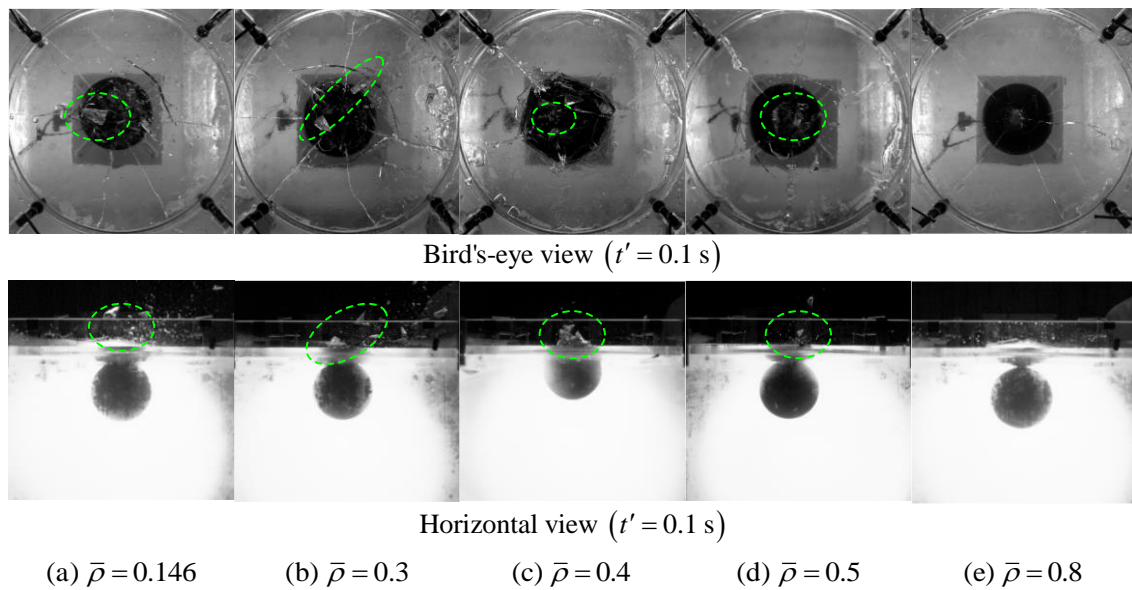 Bird's-eye view (t′ = 0.1 s)
Horizontal view (t′ = 0.1 s)
(a) ρ̄ = 0.146 (b) ρ̄ = 0.3 (c) ρ̄ = 0.4 (d) ρ̄ = 0.5 (e) ρ̄ = 0.8